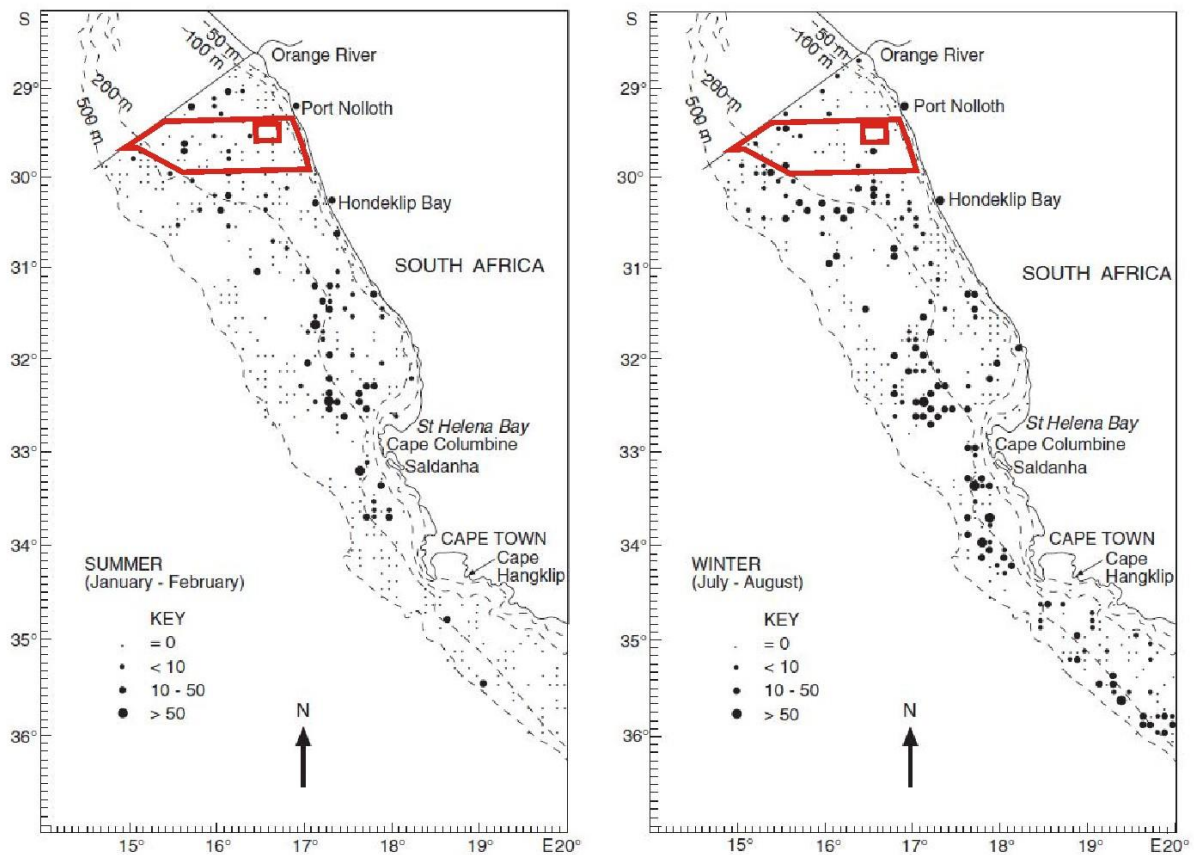 S
29°
30°
31°
32°
33°
34°
35°
36°
50 m
100 m
200 m
500 m
Orange River
Port Nolloth
Hondeklip Bay
SOUTH AFRICA
St Helena Bay
Cape Columbine
Saldanha
CAPE TOWN
Cape
Hangklip
SUMMER
(January - February)
KEY
= 0
< 10
10 - 50
> 50
N
15°
16°
17°
18°
19°
E20°
S
29°
30°
31°
32°
33°
34°
35°
36°
50 m
100 m
200 m
500 m
Orange River
Port Nolloth
Hondeklip Bay
SOUTH AFRICA
St Helena Bay
Cape Columbine
Saldanha
CAPE TOWN
Cape
Hangklip
WINTER
(July - August)
KEY
= 0
< 10
10 - 50
> 50
N
15°
16°
17°
18°
19°
E20°